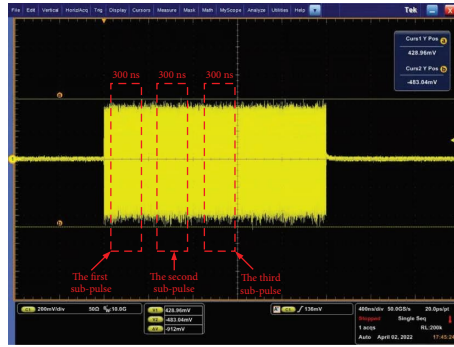 File Edit Vertical Horiz/Acq Trig Display Cursors Measure Mask Math MyScope Analyze Utilities Help
Tek
Curs1 Y Pos a
428.96mV
Curs2 Y Pos b
-483.04mV
300 ns 300 ns 300 ns
a
b
The first sub-pulse
The second sub-pulse
The third sub-pulse
200mV/div 50Ω
428.96mV
-483.04mV
-912mV
136mV
400ns/div 50.0GS/s 20.0ps/pt
Stopped Single Seq
1 acqs RL:200k
Auto April 02, 2022